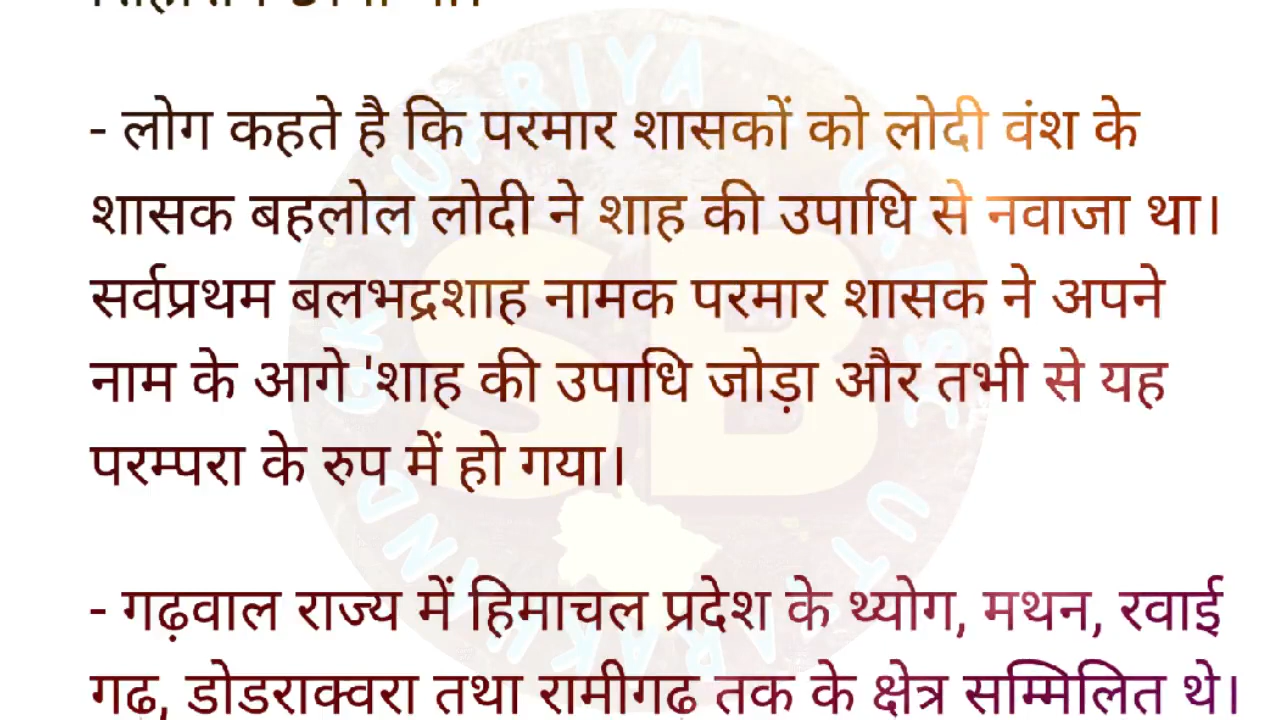 - लोग कहते है कि परमार शासकों को लोदी वंश के
शासक बहलोल लोदी ने शाह की उपाधि से नवाजा था।
सर्वप्रथम बलभद्रशाह नामक परमार शासक ने अपने
नाम के आगे 'शाह की उपाधि जोड़ा और तभी से यह
परम्परा के रुप में हो गया।
- गढ़वाल राज्य में हिमाचल प्रदेश के थ्योग, मथन, रवाई
गढ़, डोडराक्वरा तथा रामीगढ़ तक के क्षेत्र सम्मिलित थे।
SB